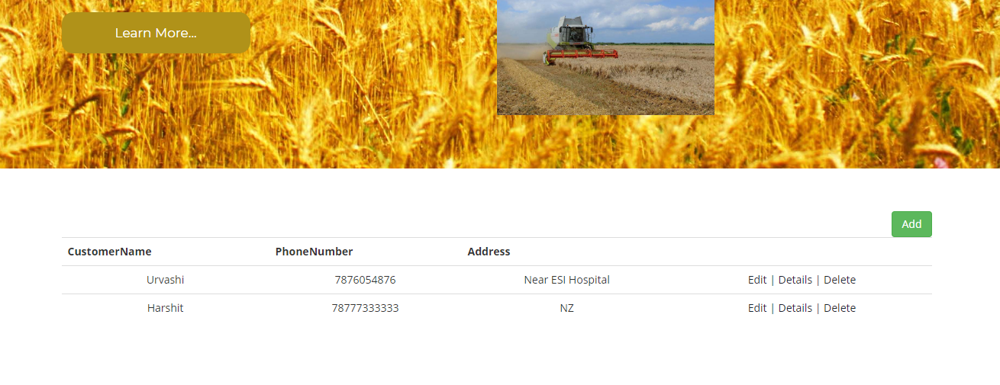 Learn More...
Add
CustomerName PhoneNumber Address
Urvashi 7876054876 Near ESI Hospital Edit | Details | Delete
Harshit 78777333333 NZ Edit | Details | Delete